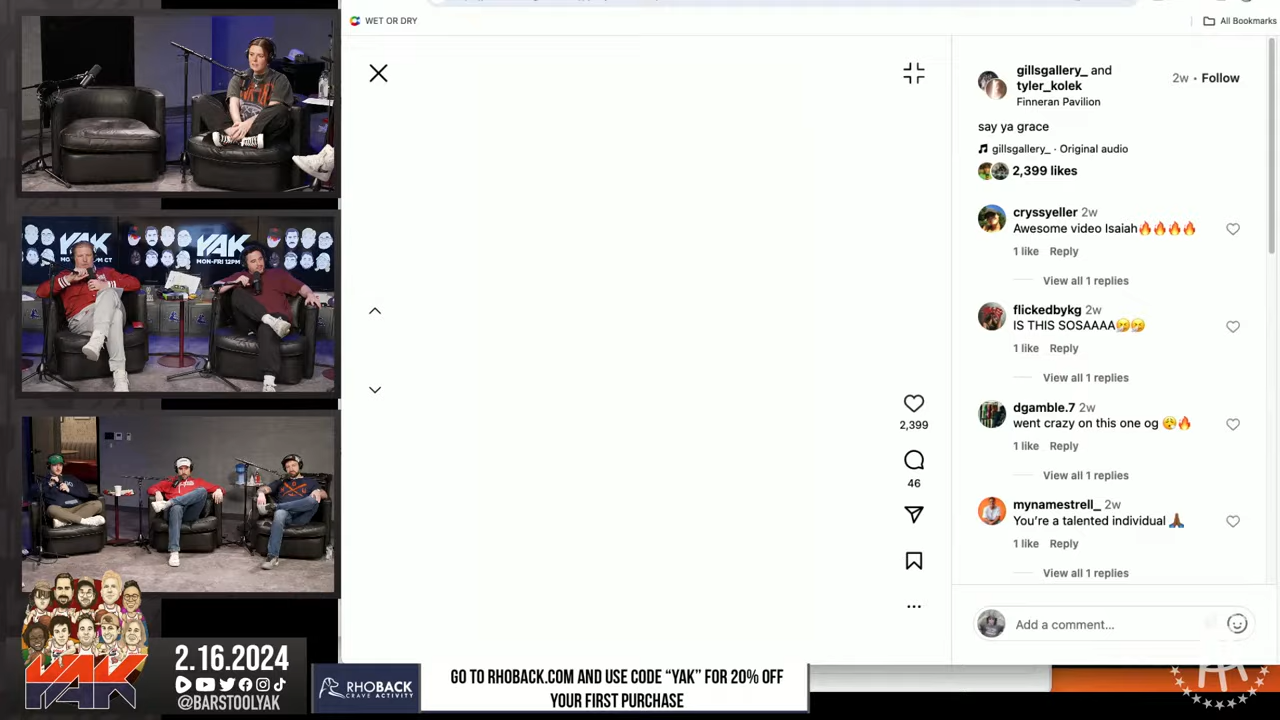 WET OR DRY
All Bookmarks
gillsgallery_ and
tyler_kolek
Finneran Pavilion
2w • Follow
say ya grace
gillsgallery_ · Original audio
2,399 likes
cryssyeller 2w
Awesome video Isaiah🔥🔥🔥🔥
1 like Reply
View all 1 replies
flickedbykg 2w
IS THIS SOSAAAA
1 like Reply
View all 1 replies
dgamble.7 2w
went crazy on this one og
1 like Reply
View all 1 replies
mynamestrell_ 2w
You're a talented individual
1 like Reply
View all 1 replies
Add a comment...
2,399
46
YAK
YAK
MON-FRI 12PM
YAK
2.16.2024
@BARSTOOLYAK
RHOBACK
CRAVE ACTIVITY
GO TO RHOBACK.COM AND USE CODE “YAK” FOR 20% OFF
YOUR FIRST PURCHASE